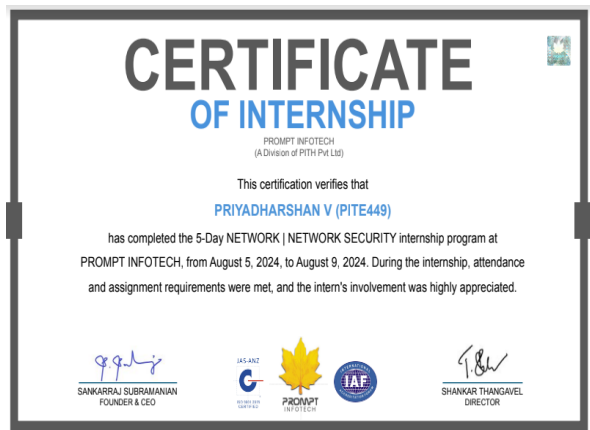 CERTIFICATE
OF INTERNSHIP
PROMPT INFOTECH
(A Division of PITH Pvt Ltd)
This certification verifies that
PRIYADHARSHAN V (PITE449)
has completed the 5-Day NETWORK | NETWORK SECURITY internship program at
PROMPT INFOTECH, from August 5, 2024, to August 9, 2024. During the internship, attendance
and assignment requirements were met, and the intern's involvement was highly appreciated.
SANKARRAJ SUBRAMANIAN
FOUNDER & CEO
JAS-ANZ
PROMPT
INFOTECH
INTERNATIONAL
IAF
SHANKAR THANGAVEL
DIRECTOR